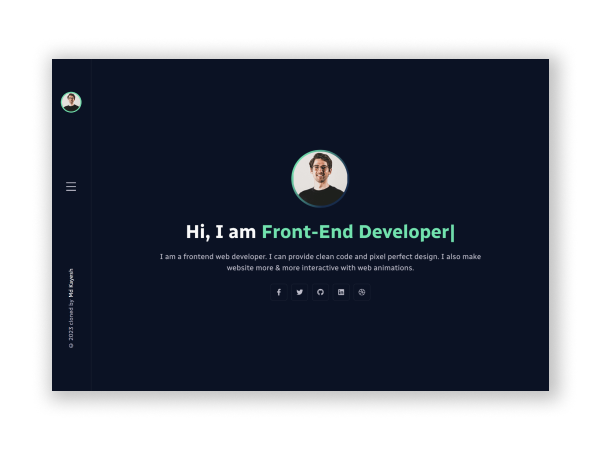 Hi, I am Front-End Developer|
I am a frontend web developer. I can provide clean code and pixel perfect design. I also make
website more & more interactive with web animations.
© 2023 cloned by Md Kayesh